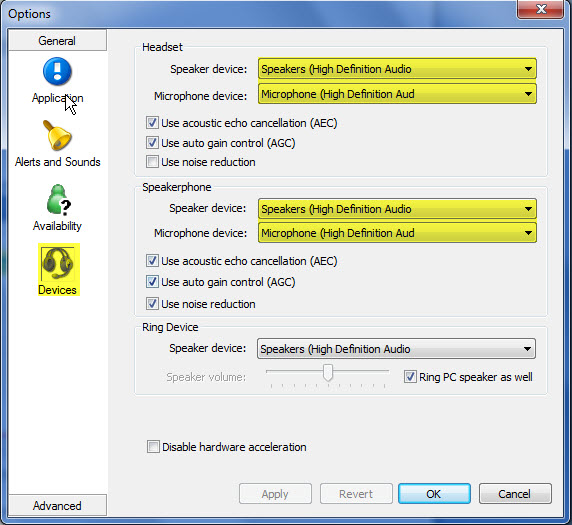 Options
General
Application
Alerts and Sounds
Availability
Devices
Advanced
Headset
Speaker device: Speakers (High Definition Audio
Microphone device: Microphone (High Definition Aud
Use acoustic echo cancellation (AEC)
Use auto gain control (AGC)
Use noise reduction
Speakerphone
Speaker device: Speakers (High Definition Audio
Microphone device: Microphone (High Definition Aud
Use acoustic echo cancellation (AEC)
Use auto gain control (AGC)
Use noise reduction
Ring Device
Speaker device: Speakers (High Definition Audio
Speaker volume: Ring PC speaker as well
Disable hardware acceleration
Apply Revert OK Cancel